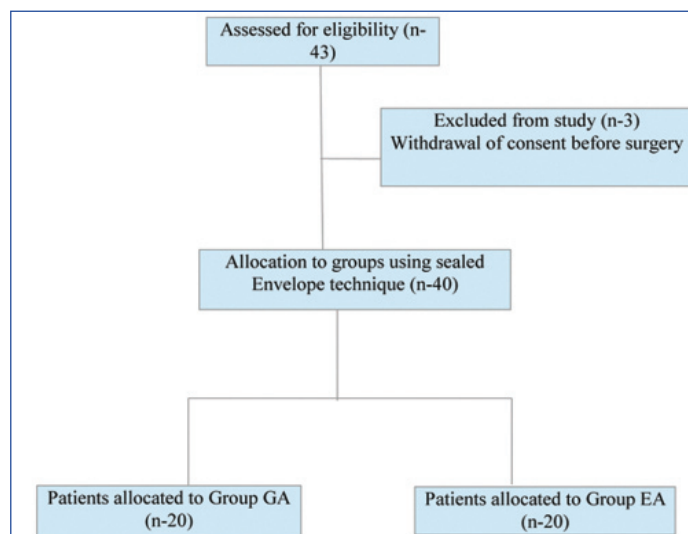 Assessed for eligibility (n-
43)
Excluded from study (n-3)
Withdrawal of consent before surgery
Allocation to groups using sealed
Envelope technique (n-40)
Patients allocated to Group GA
(n-20)
Patients allocated to Group EA
(n-20)